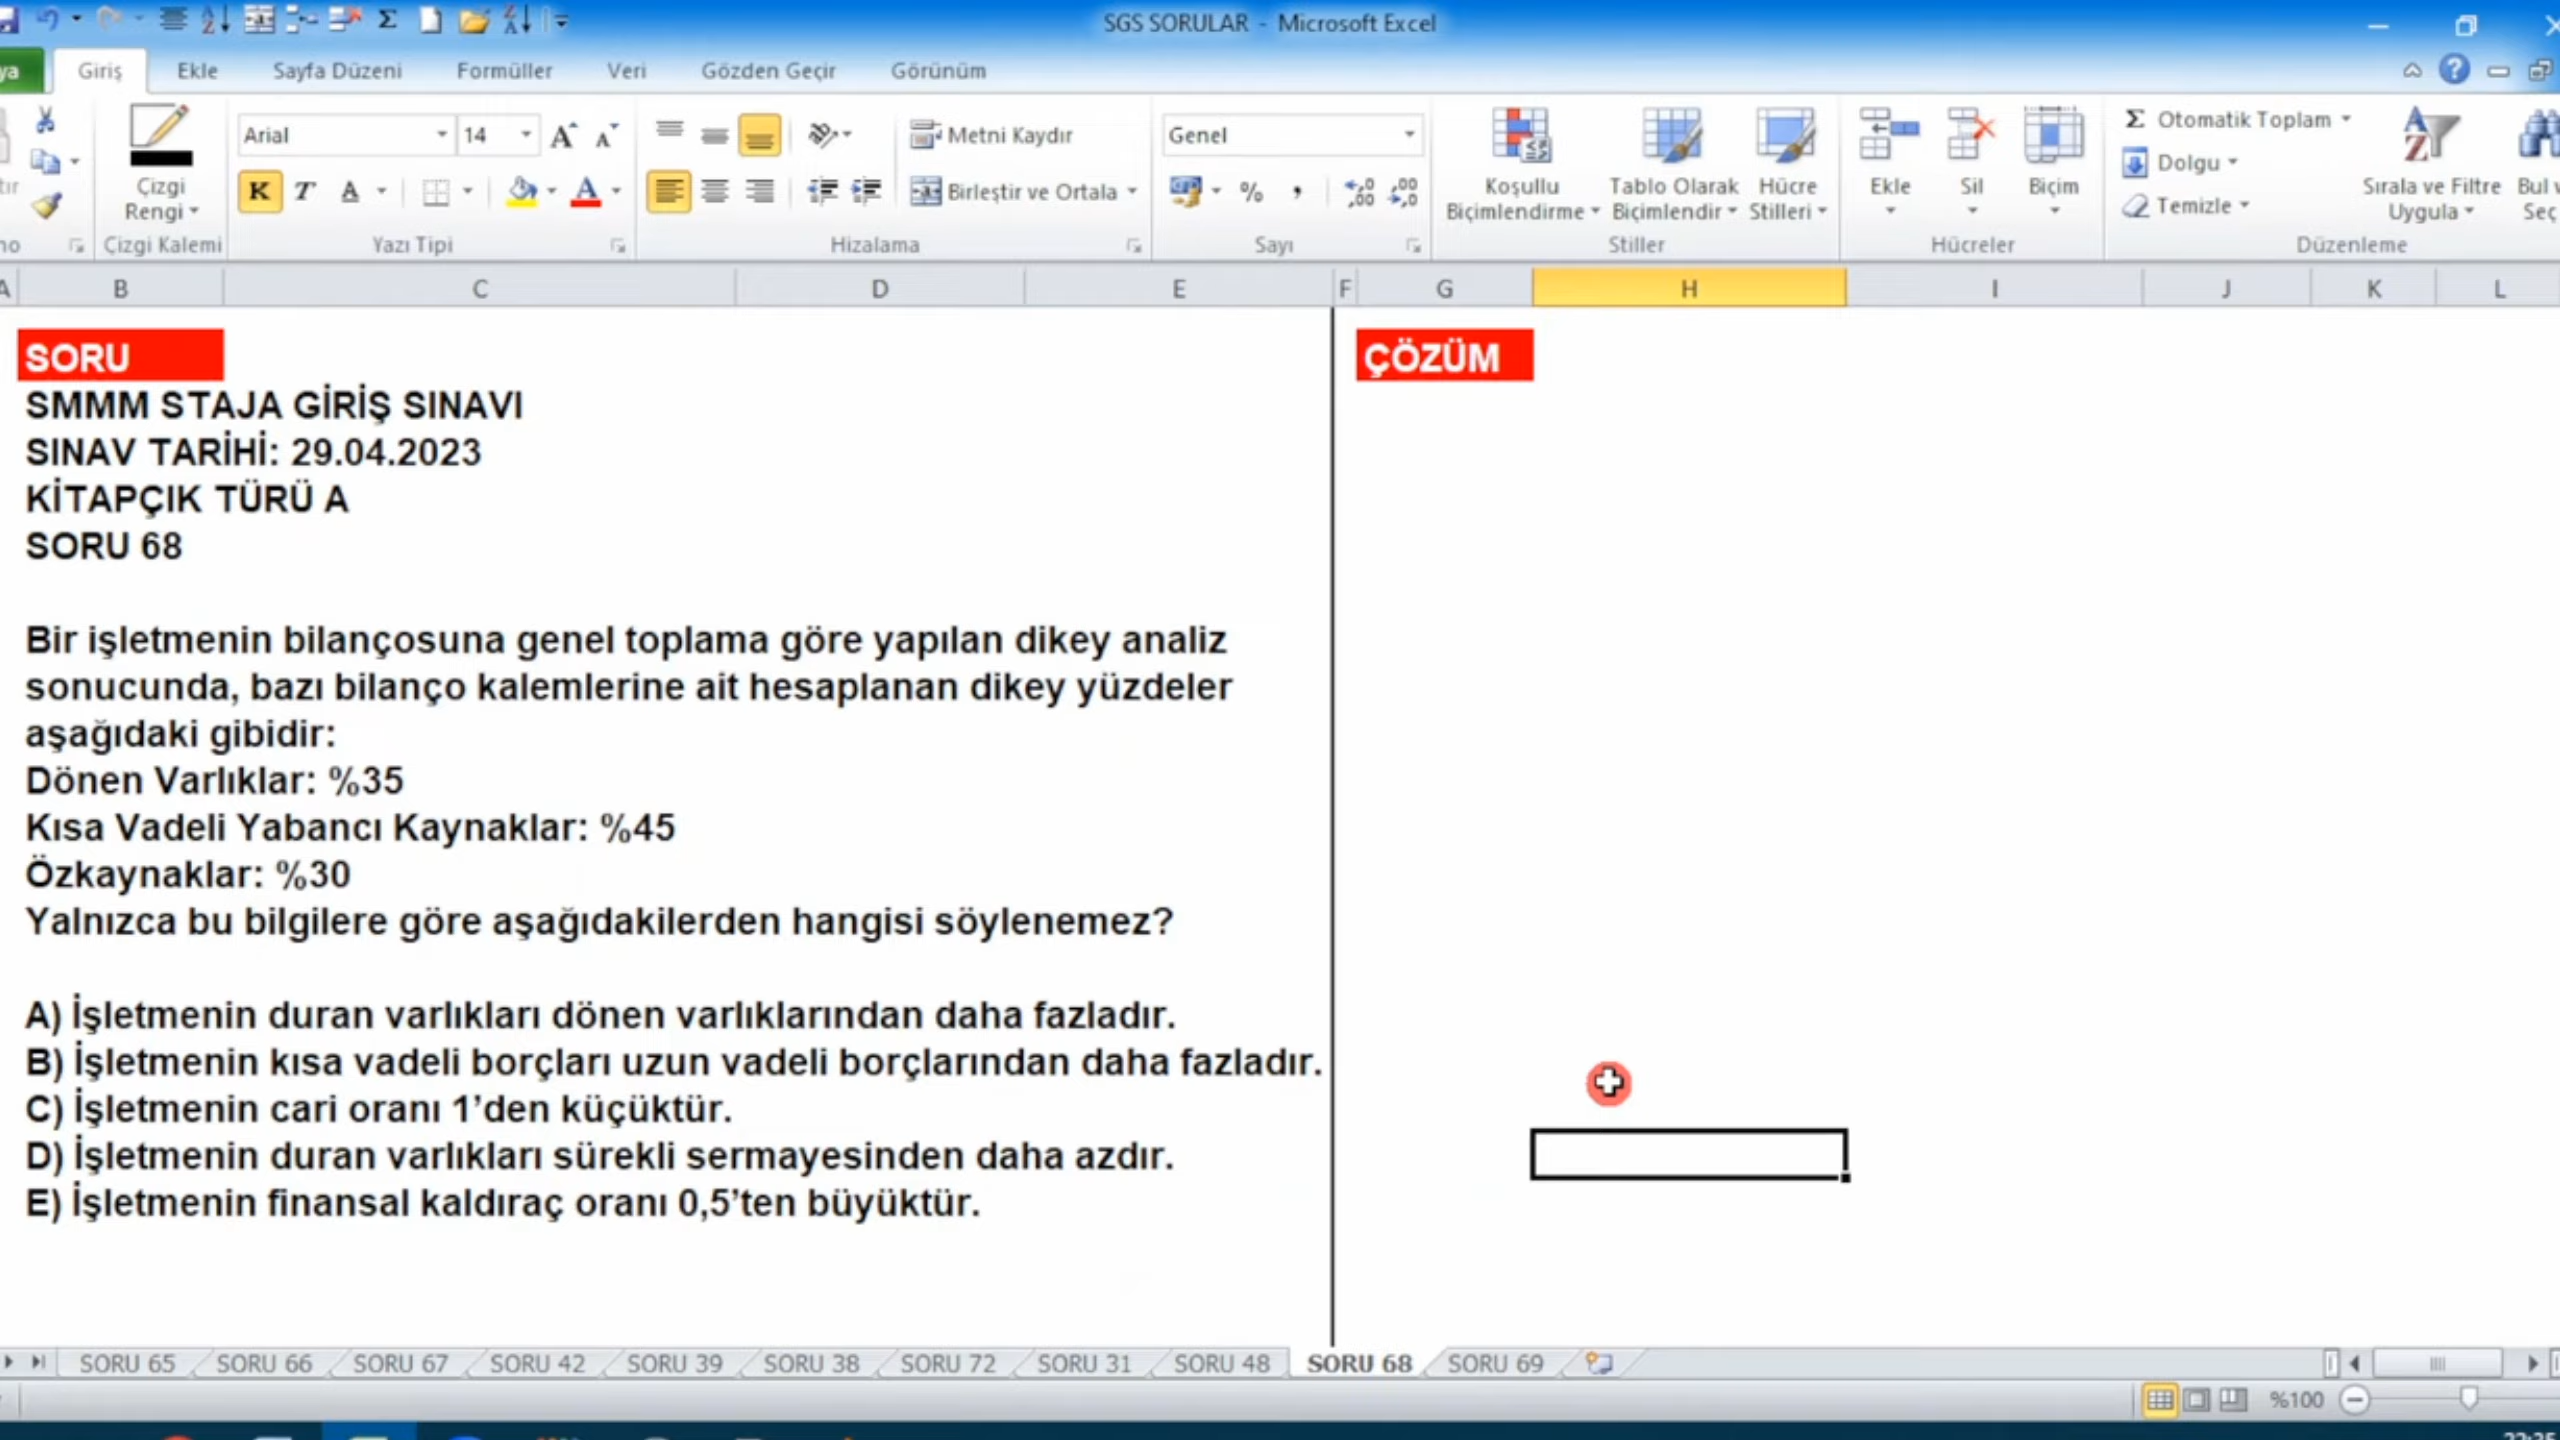 SGS SORULAR - Microsoft Excel
Giriş Ekle Sayfa Düzeni Formüller Veri Gözden Geçir Görünüm
Arial 14 Metni Kaydır Genel
Çizgi Rengi
K T A Birleştir ve Ortala
Koşullu Biçimlendirme Tablo Olarak Biçimlendir Hücre Stilleri
Ekle Sil Biçim
Σ Otomatik Toplam
Dolgu
Temizle
Sırala ve Filtre Uygula
Bul
Seç
Çizgi Kalemi Yazı Tipi Hizalama Sayı Stiller Hücreler Düzenleme
A B C D E F G H I J K L
SORU
SMMM STAJA GİRİŞ SINAVI
SINAV TARİHİ: 29.04.2023
KİTAPÇIK TÜRÜ A
SORU 68
Bir işletmenin bilançosuna genel toplama göre yapılan dikey analiz
sonucunda, bazı bilanço kalemlerine ait hesaplanan dikey yüzdeler
aşağıdaki gibidir:
Dönen Varlıklar: %35
Kısa Vadeli Yabancı Kaynaklar: %45
Özkaynaklar: %30
Yalnızca bu bilgilere göre aşağıdakilerden hangisi söylenemez?
A) İşletmenin duran varlıkları dönen varlıklarından daha fazladır.
B) İşletmenin kısa vadeli borçları uzun vadeli borçlarından daha fazladır.
C) İşletmenin cari oranı 1’den küçüktür.
D) İşletmenin duran varlıkları sürekli sermayesinden daha azdır.
E) İşletmenin finansal kaldıraç oranı 0,5’ten büyüktür.
ÇÖZÜM
SORU 65 SORU 66 SORU 67 SORU 42 SORU 39 SORU 38 SORU 72 SORU 31 SORU 48 SORU 68 SORU 69
%100